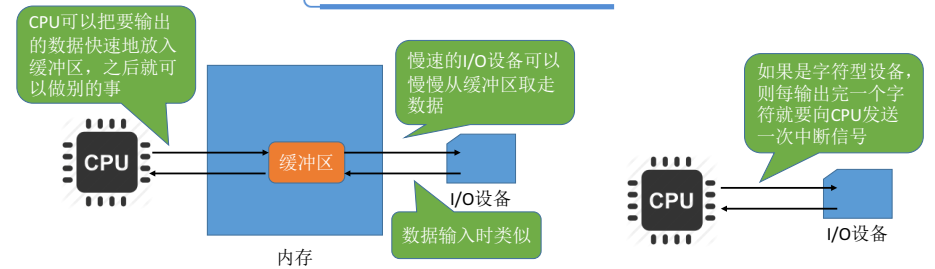 CPU可以把要输出
的数据快速地放入
缓冲区，之后就可
以做别的事
慢速的I/O设备可以
慢慢从缓冲区取走
数据
CPU
缓冲区
I/O设备
数据输入时类似
内存
如果是字符型设备，
则每输出完一个字
符就要向CPU发送
一次中断信号
CPU
I/O设备